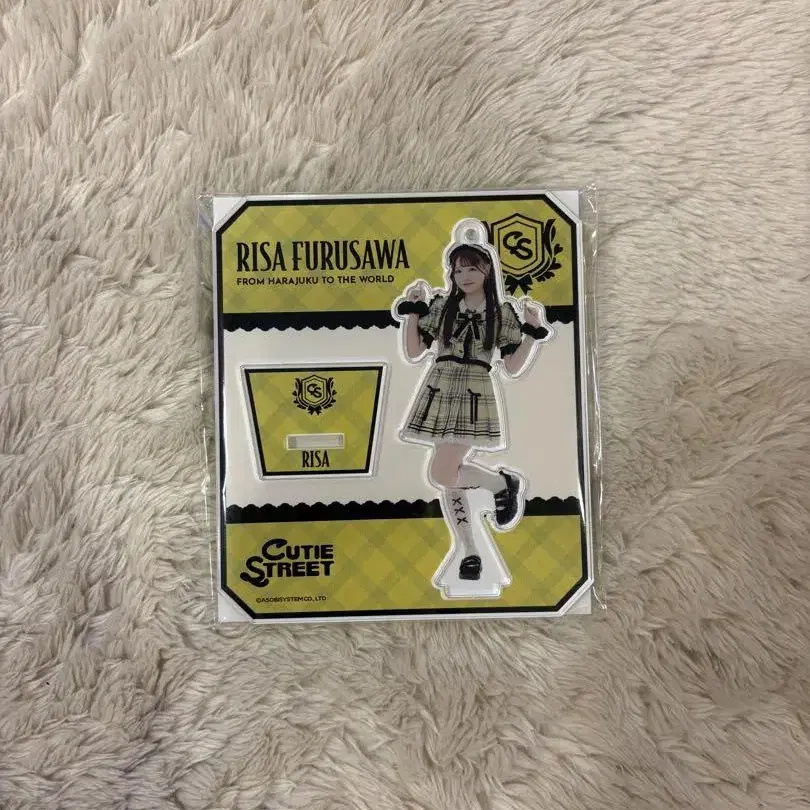 RISA FURUSAWA
FROM HARAJUKU TO THE WORLD
CS
CS
RISA
CUTIE
STREET
©ASOBISYSTEM CO., LTD